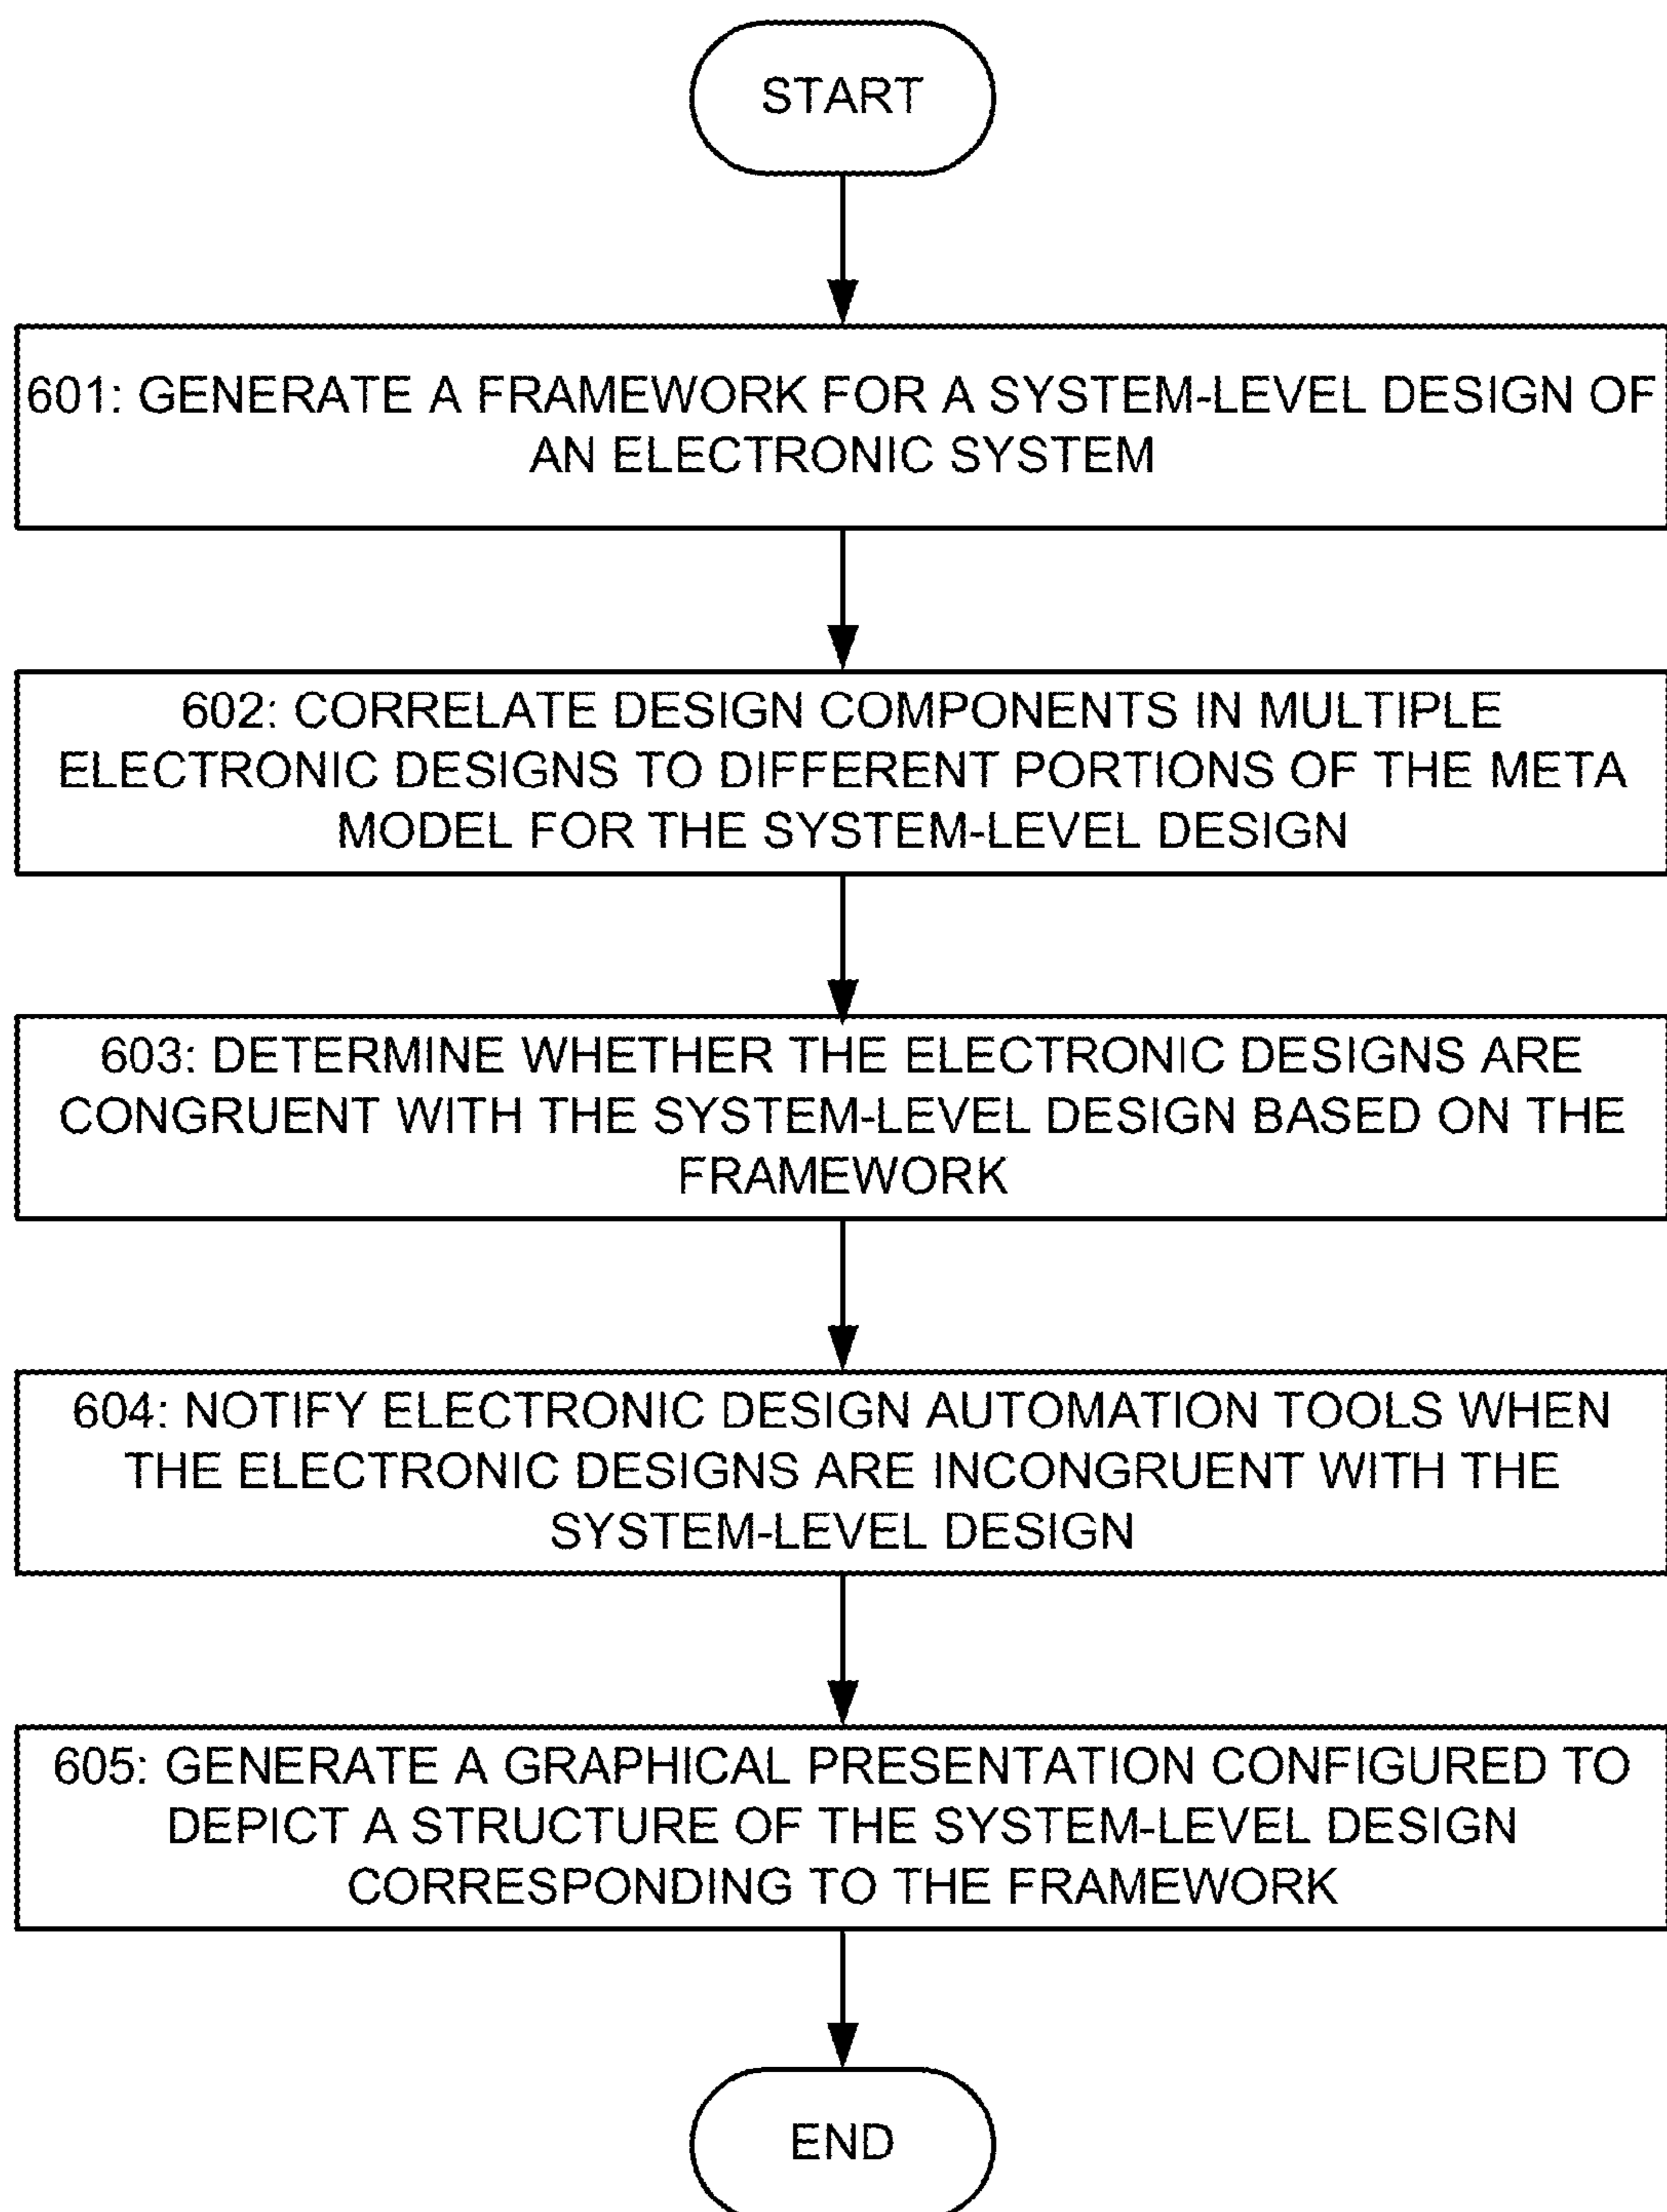 START
601: GENERATE A FRAMEWORK FOR A SYSTEM-LEVEL DESIGN OF
AN ELECTRONIC SYSTEM
602: CORRELATE DESIGN COMPONENTS IN MULTIPLE
ELECTRONIC DESIGNS TO DIFFERENT PORTIONS OF THE META
MODEL FOR THE SYSTEM-LEVEL DESIGN
603: DETERMINE WHETHER THE ELECTRONIC DESIGNS ARE
CONGRUENT WITH THE SYSTEM-LEVEL DESIGN BASED ON THE
FRAMEWORK
604: NOTIFY ELECTRONIC DESIGN AUTOMATION TOOLS WHEN
THE ELECTRONIC DESIGNS ARE INCONGRUENT WITH THE
SYSTEM-LEVEL DESIGN
605: GENERATE A GRAPHICAL PRESENTATION CONFIGURED TO
DEPICT A STRUCTURE OF THE SYSTEM-LEVEL DESIGN
CORRESPONDING TO THE FRAMEWORK
END